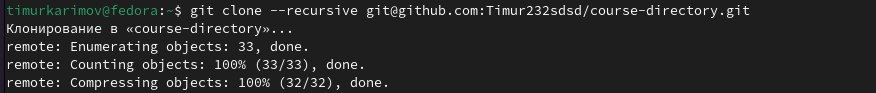 timurkarimov@fedora:~$ git clone --recursive git@github.com:Timur232sdsd/course-directory.git
Клонирование в «course-directory»...
remote: Enumerating objects: 33, done.
remote: Counting objects: 100% (33/33), done.
remote: Compressing objects: 100% (32/32), done.